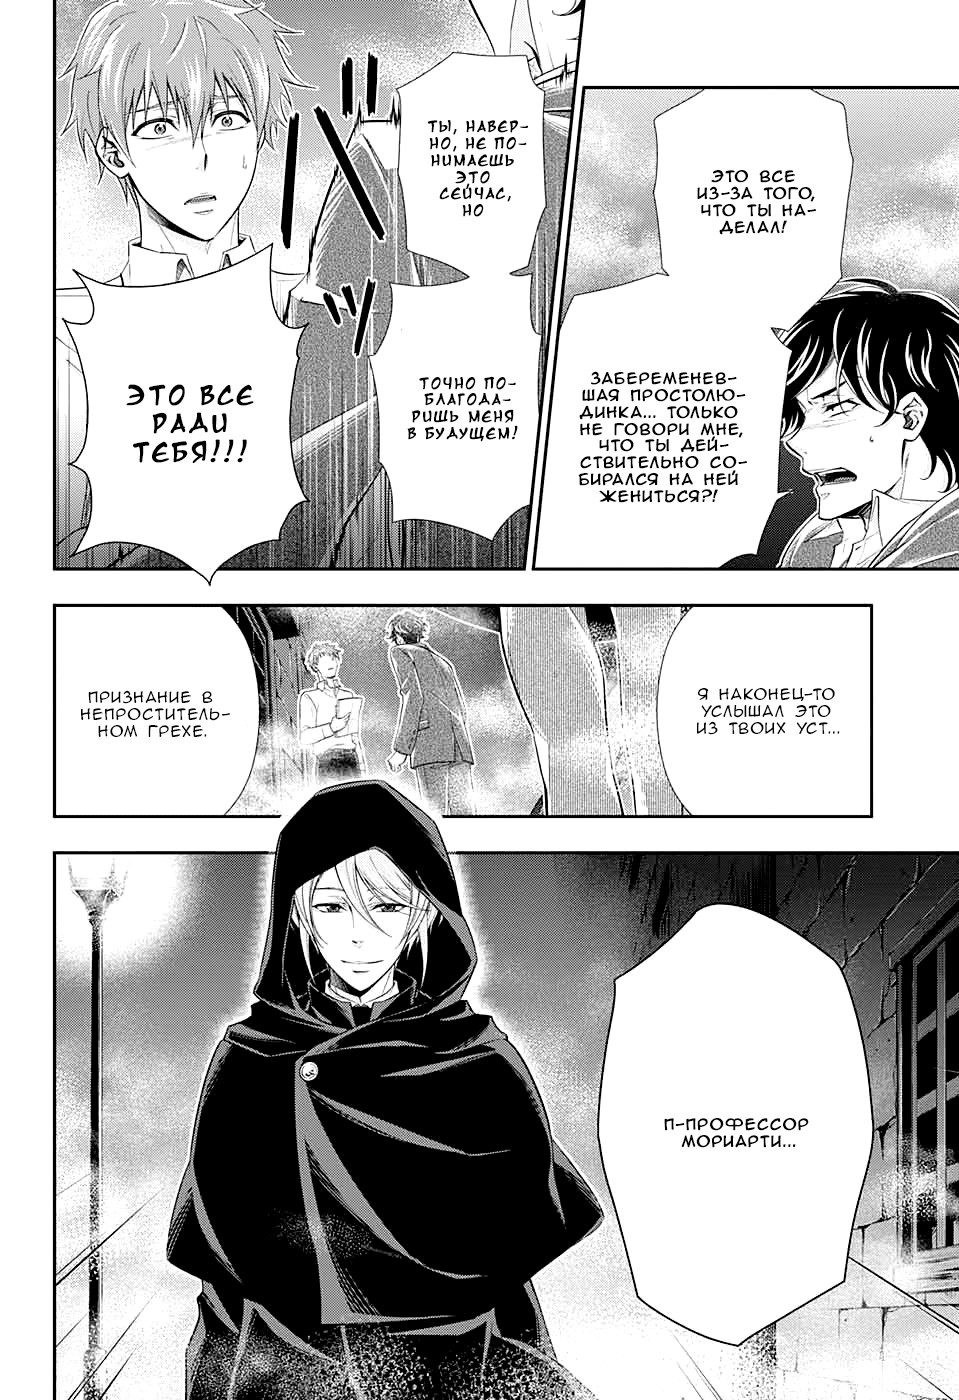 ЭТО ВСЕ
ИЗ-ЗА ТОГО,
ЧТО ТЫ НА-
ДЕЛАЛ!
ЗАБЕРЕМЕНЕВ-
ШАЯ ПРОСТОЛЮ-
ДИНКА... ТОЛЬКО
НЕ ГОВОРИ МНЕ,
ЧТО ТЫ ДЕЙ-
СТВИТЕЛЬНО СО-
БИРАЛСЯ НА НЕЙ
ЖЕНИТЬСЯ?!
ТЫ, НАВЕР-
НО, НЕ ПО-
НИМАЕШЬ
ЭТО
СЕЙЧАС,
НО
ТОЧНО ПО-
БЛАГОДА-
РИШЬ МЕНЯ
В БУДУЩЕМ!
ЭТО ВСЕ
РАДИ
ТЕБЯ!!!
Я НАКОНЕЦ-ТО
УСЛЫШАЛ ЭТО
ИЗ ТВОИХ УСТ...
ПРИЗНАНИЕ В
НЕПРОСТИТЕЛЬ-
НОМ ГРЕХЕ.
П-ПРОФЕССОР
МОРИАРТИ...